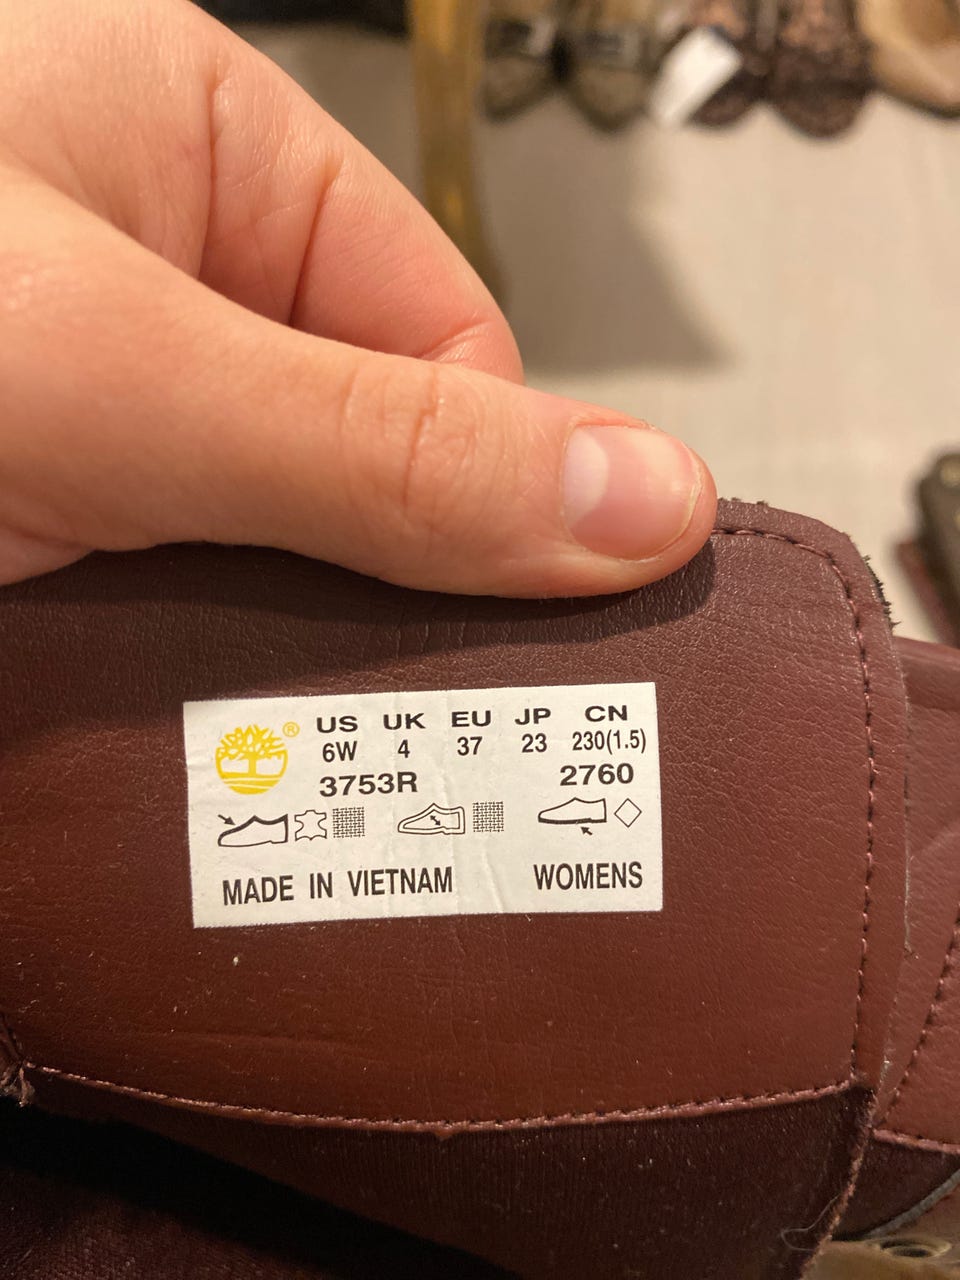 ® US UK EU JP CN
6W 4 37 23 230(1.5)
3753R 2760
MADE IN VIETNAM WOMENS